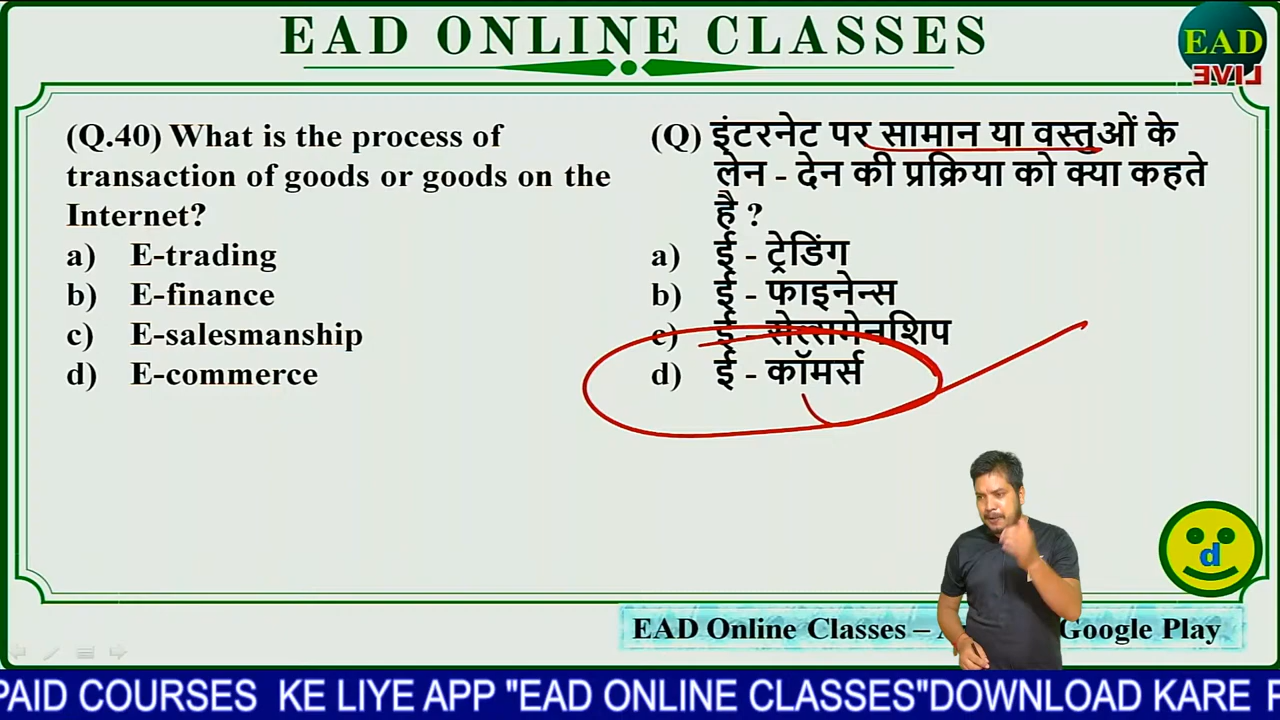 EAD ONLINE CLASSES
EAD
LIVE
(Q.40) What is the process of
transaction of goods or goods on the
Internet?
a) E-trading
b) E-finance
c) E-salesmanship
d) E-commerce
(Q) इंटरनेट पर सामान या वस्तुओं के
लेन - देन की प्रक्रिया को क्या कहते
है ?
a) ई - ट्रेडिंग
b) ई - फाइनेन्स
c) ई - सेल्समेनशिप
d) ई - कॉमर्स
d
EAD Online Classes – Google Play
PAID COURSES KE LIYE APP "EAD ONLINE CLASSES"DOWNLOAD KARE